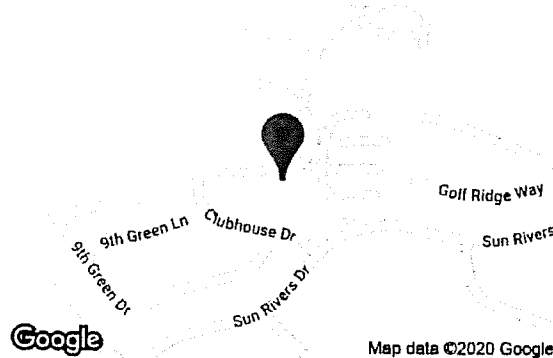 Golf Ridge Way
Clubhouse Dr
9th Green Ln
Sun Rivers
9th Green Dr
Sun Rivers Dr
Google
Map data ©2020 Google